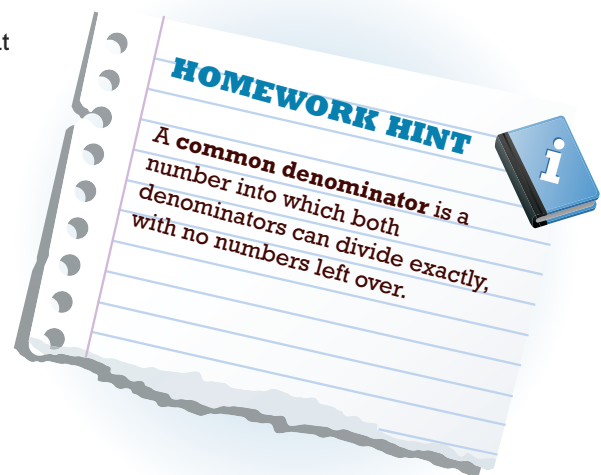 HOMEWORK HINT
A common denominator is a
number into which both
denominators can divide exactly,
with no numbers left over.
i